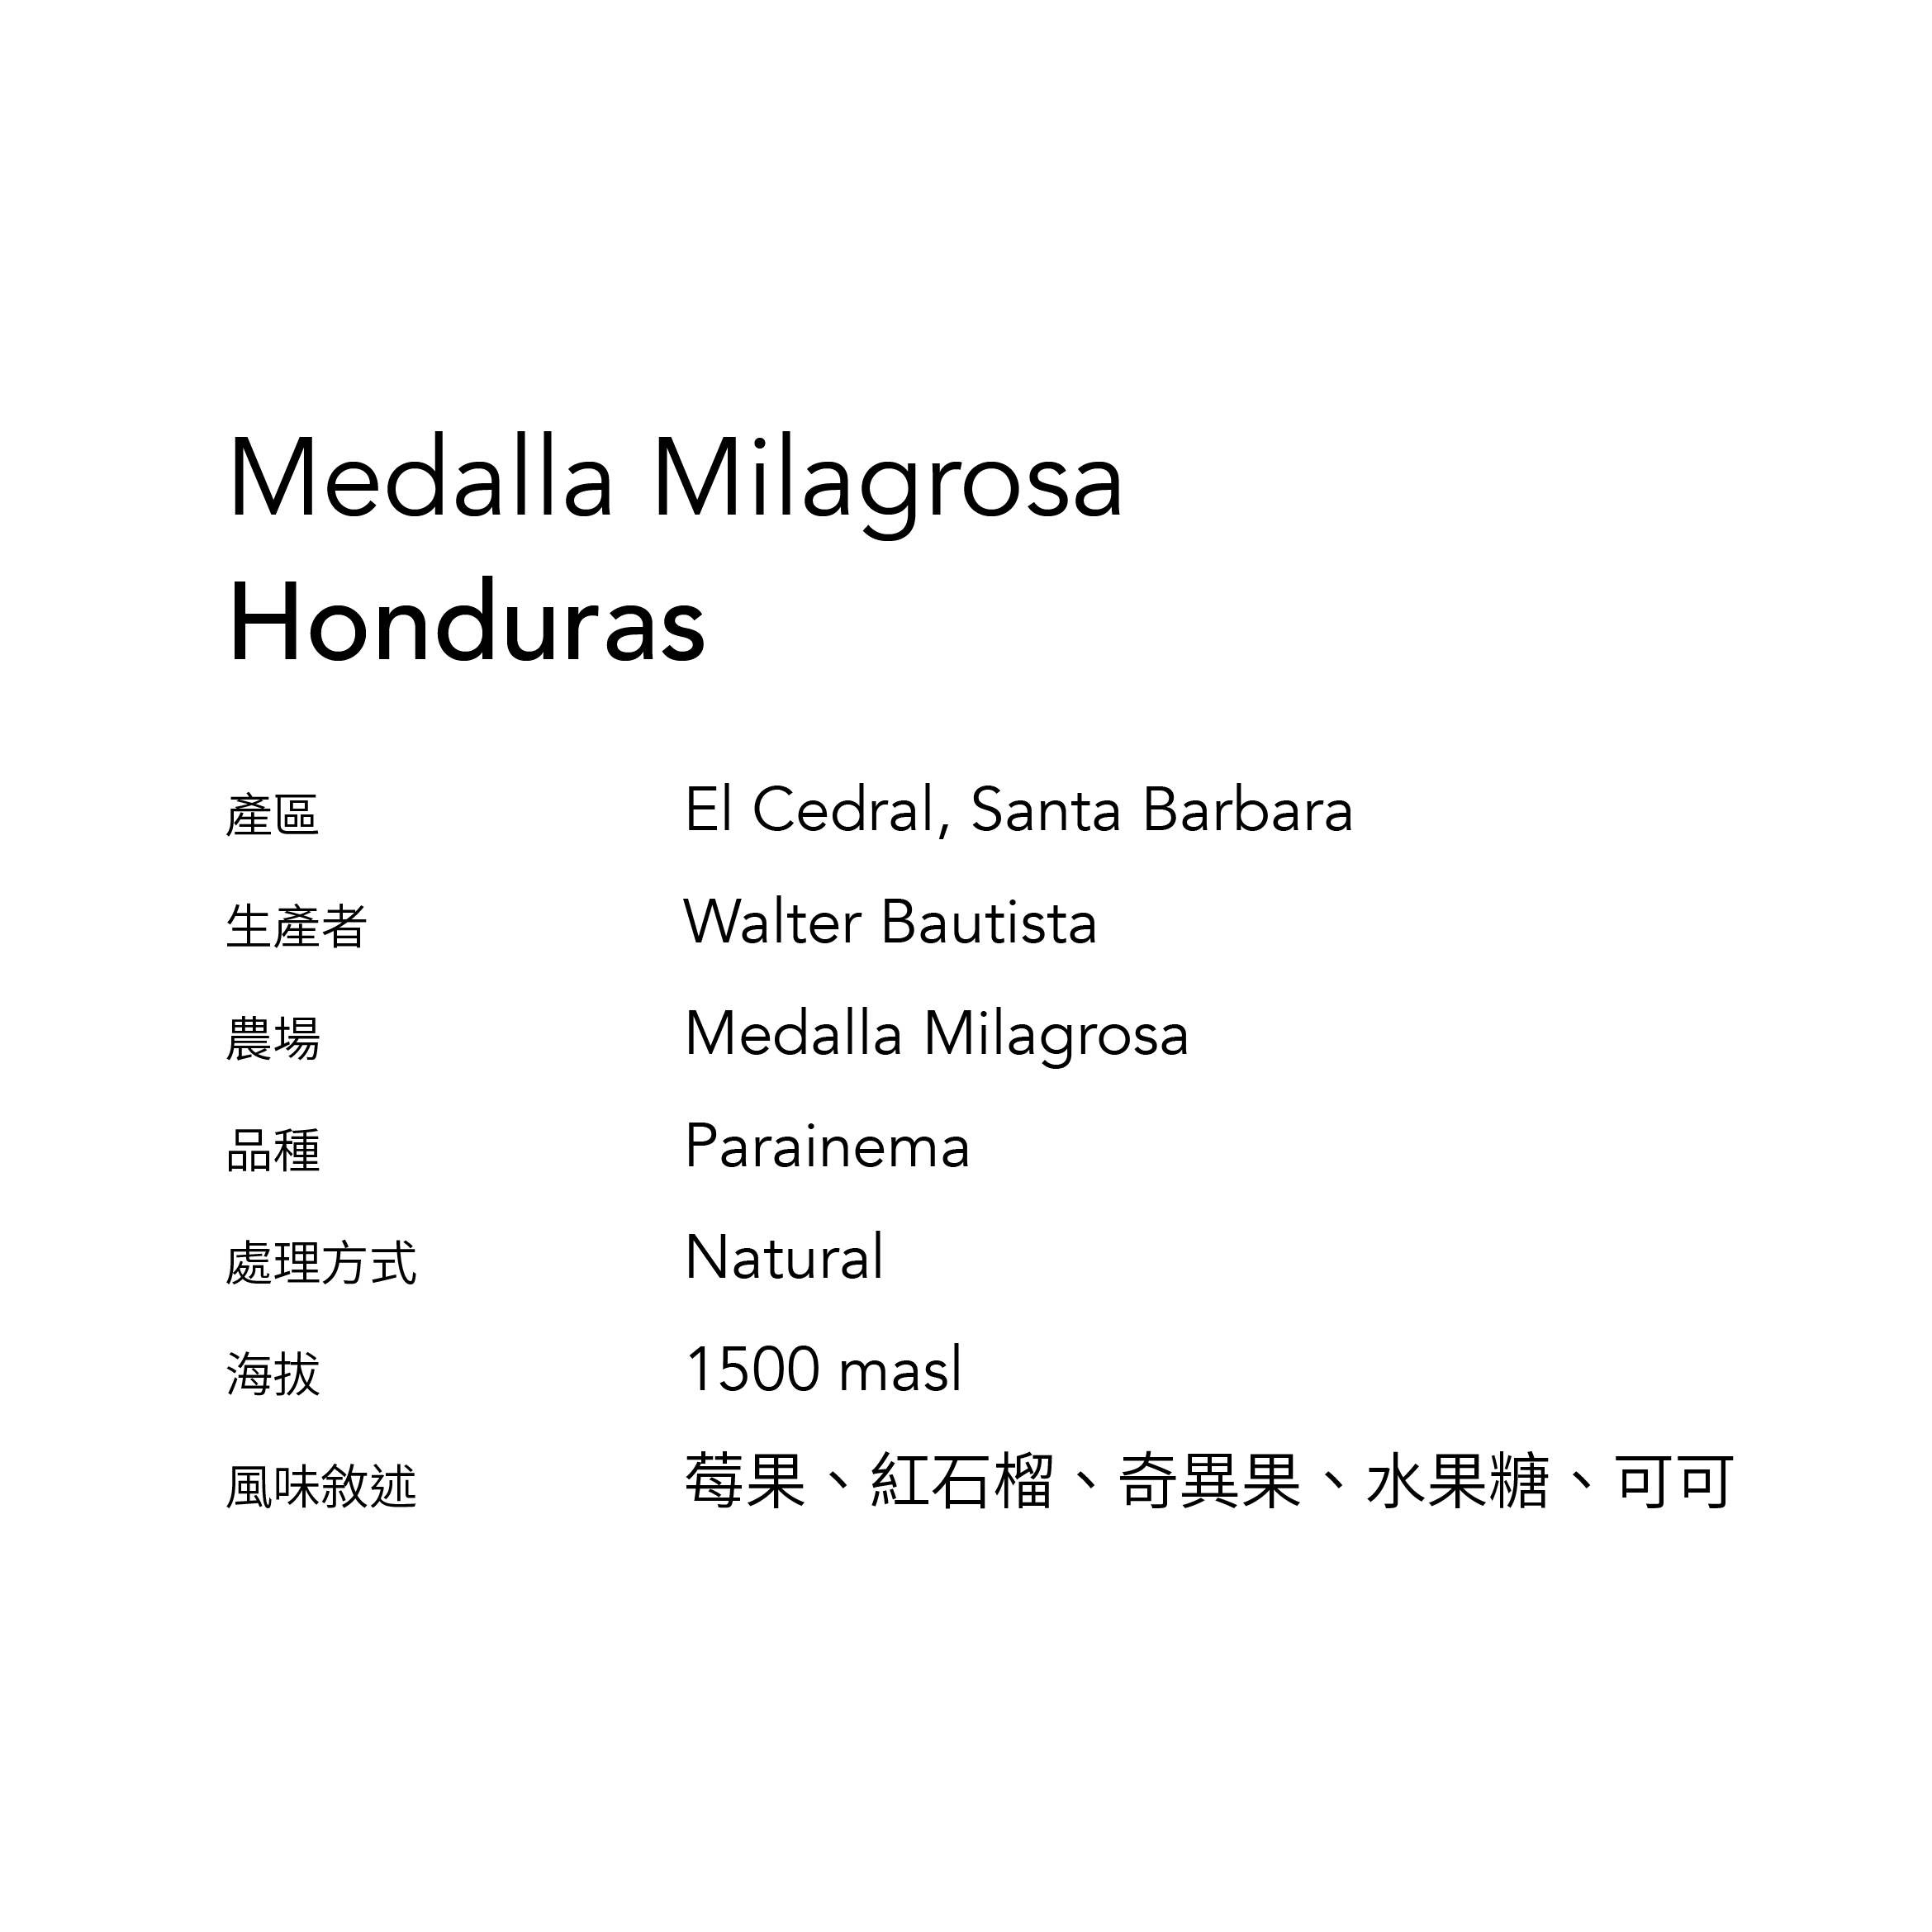 Medalla Milagrosa
Honduras
產區 El Cedral, Santa Barbara
生產者 Walter Bautista
農場 Medalla Milagrosa
品種 Parainema
處理方式 Natural
海拔 1500 masl
風味敘述 莓果、紅石榴、奇異果、水果糖、可可